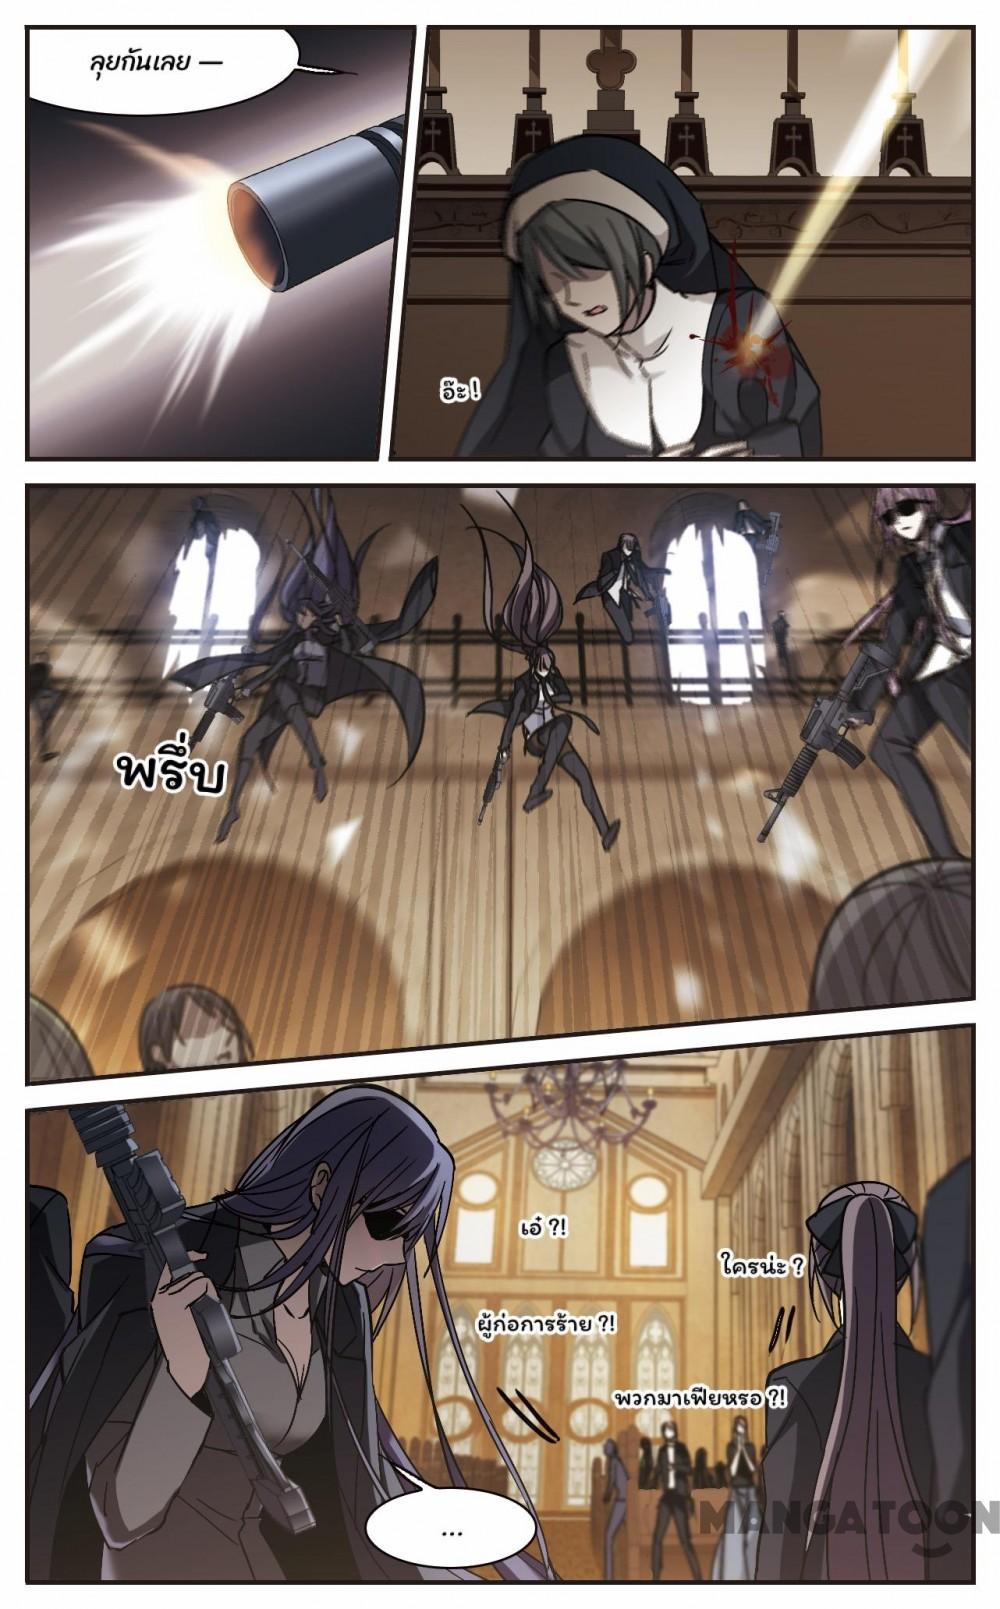 ลุยกันเลย —
อ๊ะ !
พรึ่บ
เอ๋ ?!
ใครน่ะ ?
ผู้ก่อการร้าย ?!
พวกมาเฟียหรอ ?!
...
MANGATOON